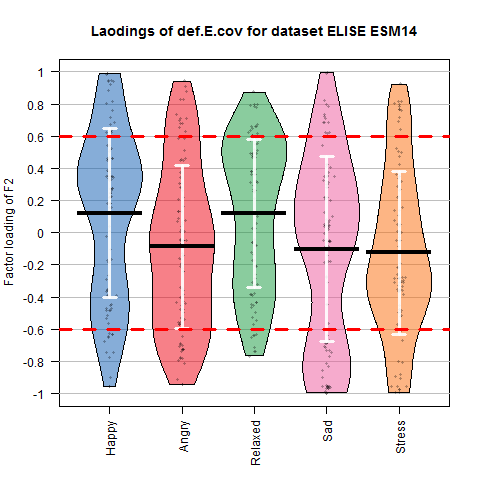 Laodings of def.E.cov for dataset ELISE ESM14
Factor loading of F2
1
0.8
0.6
0.4
0.2
0
-0.2
-0.4
-0.6
-0.8
-1
Happy
Angry
Relaxed
Sad
Stress